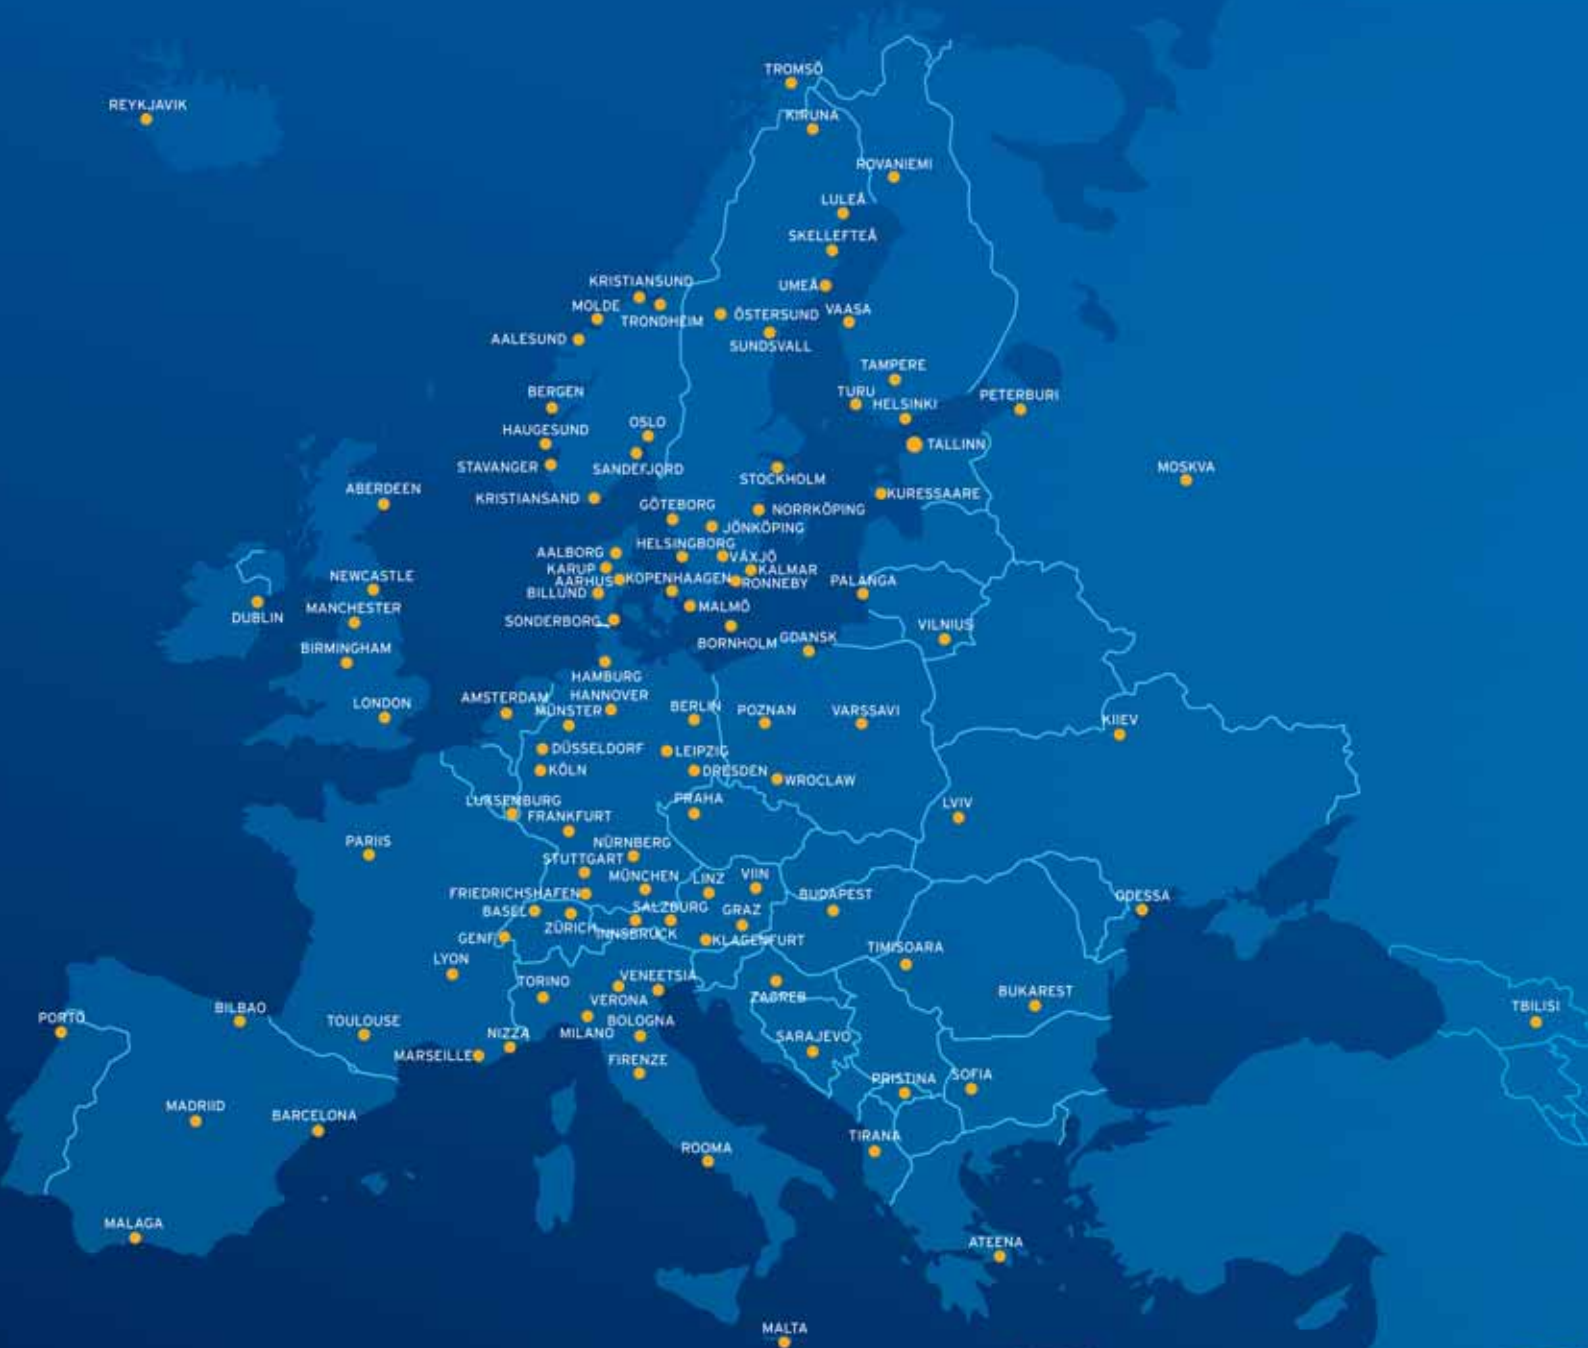 TROMSÖ
REYKJAVIK
KIRUNA
ROVANIEMI
LULEÅ
SKELLEFTEÅ
KRISTIANSUND
UMEÅ
MOLDE
TRONDHEIM
ÖSTERSUND
VAASA
AALESUND
SUNDSVALL
TAMPERE
BERGEN
TURU
HELSINKI
PETERBURI
HAUGESUND
OSLO
TALLINN
STAVANGER
SANDEFJORD
MOSKVA
STOCKHOLM
ABERDEEN
KRISTIANSAND
KURESSAARE
GÖTEBORG
NORRKÖPING
JÖNKÖPING
HELSINGBORG
AALBORG
VÄXJÖ
KARUP
KALMAR
NEWCASTLE
AARHUS
KOPENHAAGEN
RONNEBY
PALANGA
BILLUND
MANCHESTER
MALMÖ
DUBLIN
SONDERBORG
VILNIUS
BORNHOLM
GDANSK
BIRMINGHAM
HAMBURG
AMSTERDAM
HANNOVER
LONDON
MÜNSTER
BERLIN
POZNAN
VARSSAVI
KIIEV
DÜSSELDORF
LEIPZIG
KÖLN
DRESDEN
WROCLAW
LUKSENBURG
PRAHA
LVIV
FRANKFURT
PARIIS
NÜRNBERG
STUTTGART
MÜNCHEN
LINZ
VIIN
FRIEDRICHSHAFEN
BUDAPEST
ODESSA
BASEL
SALZBURG
GRAZ
ZÜRICH
INNSBRUCK
GENF
KLAGENFURT
TIMISOARA
LYON
TORINO
VENEETSIA
ZAGREB
BUKAREST
VERONA
BILBAO
TBILISI
PORTO
TOULOUSE
NIZZA
MILANO
BOLOGNA
SARAJEVO
MARSEILLE
FIRENZE
PRISTINA
SOFIA
MADRIID
BARCELONA
TIRANA
ROOMA
MALAGA
ATEENA
MALTA